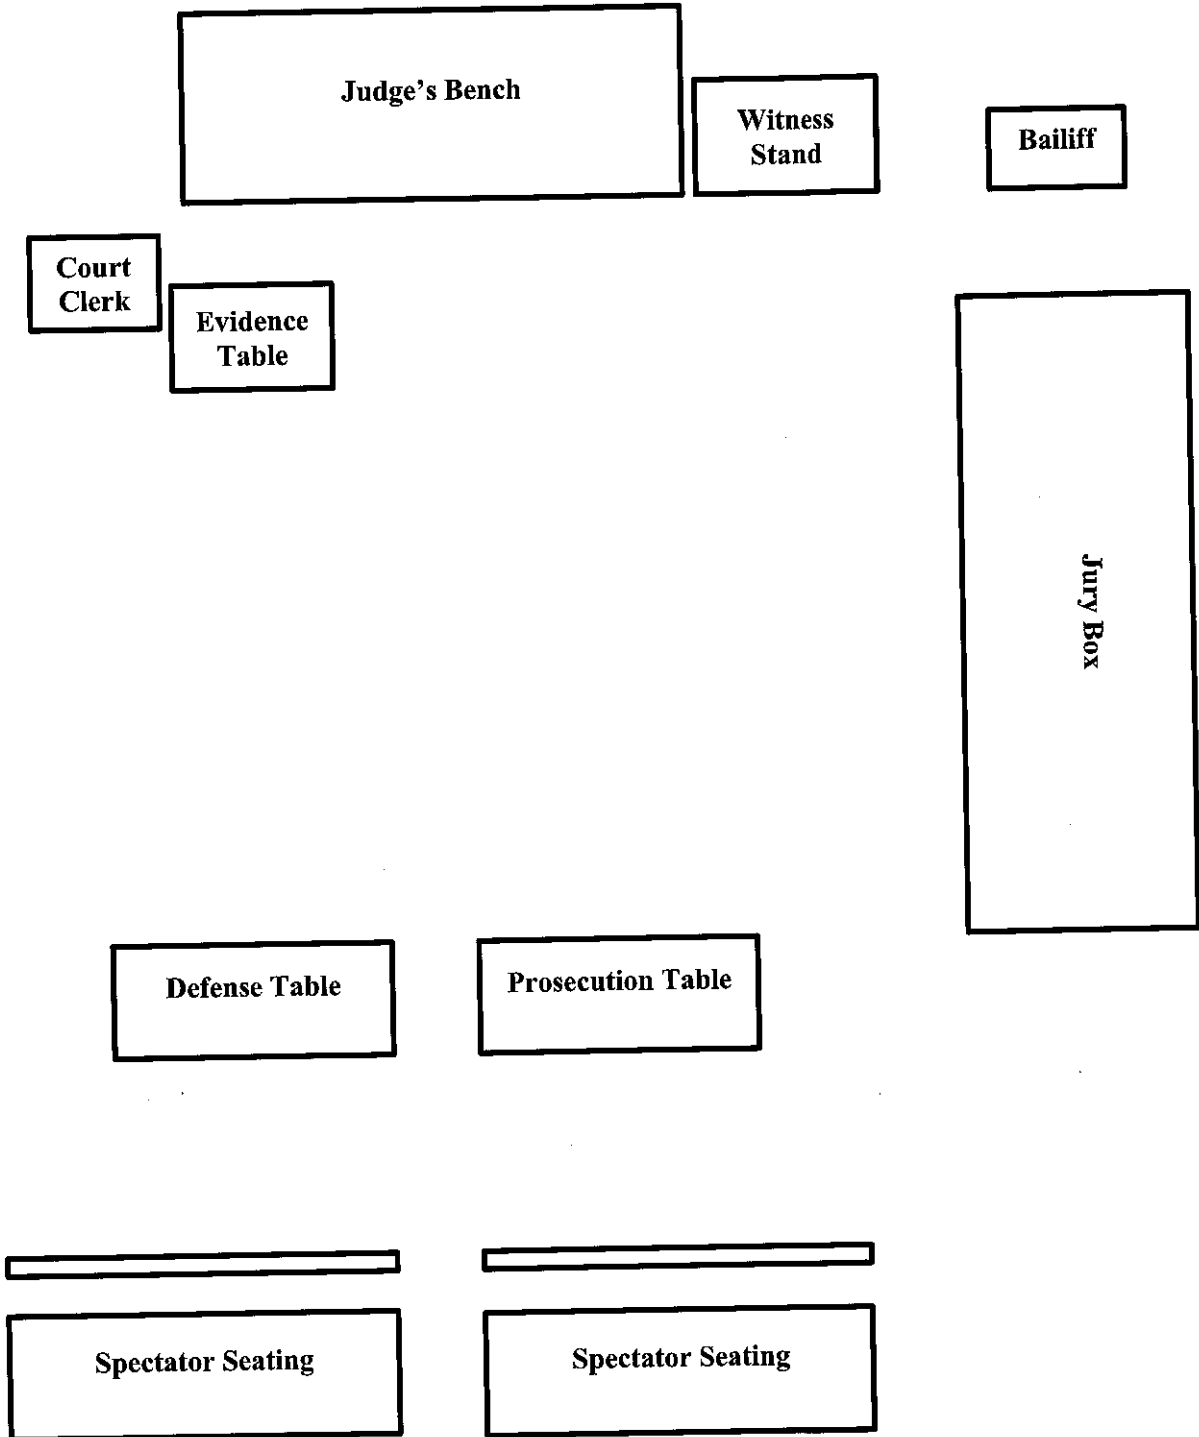 Judge's Bench
Witness
Stand
Bailiff
Court
Clerk
Evidence
Table
Jury Box
Defense Table
Prosecution Table
Spectator Seating
Spectator Seating